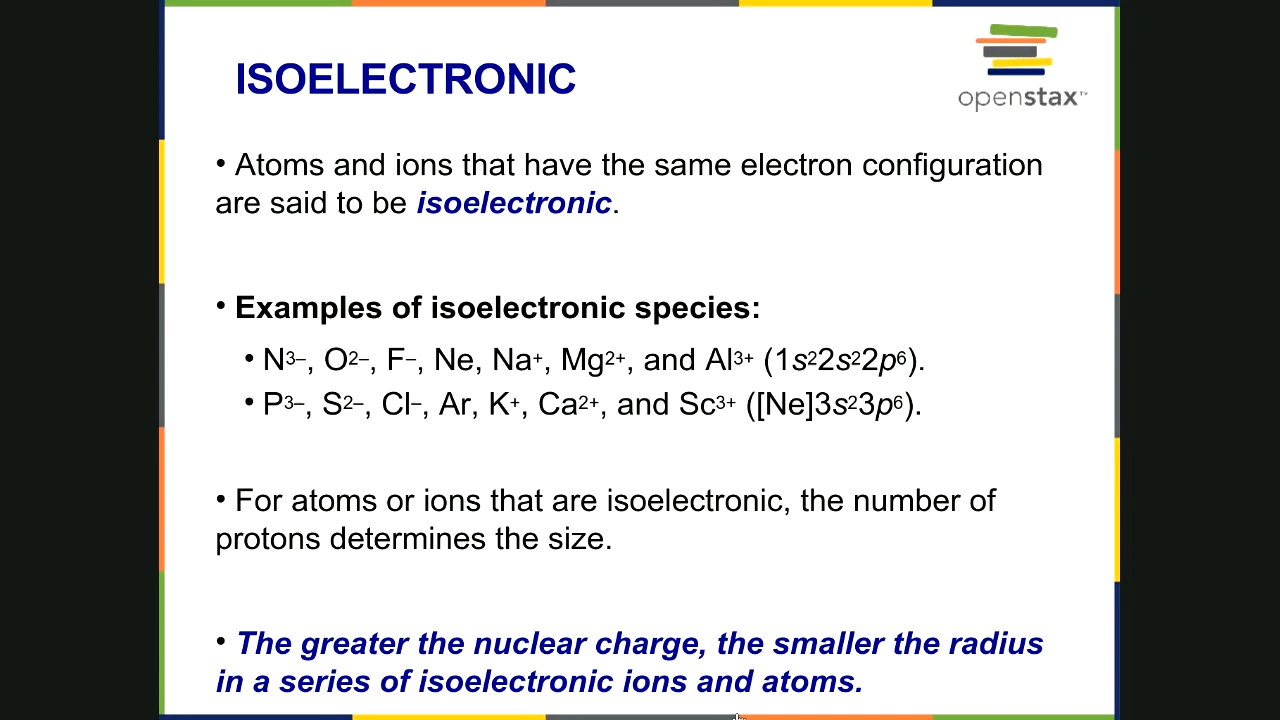 ISOELECTRONIC
openstax™
• Atoms and ions that have the same electron configuration
are said to be isoelectronic.
• Examples of isoelectronic species:
• N³⁻, O²⁻, F⁻, Ne, Na⁺, Mg²⁺, and Al³⁺ (1s²2s²2p⁶).
• P³⁻, S²⁻, Cl⁻, Ar, K⁺, Ca²⁺, and Sc³⁺ ([Ne]3s²3p⁶).
• For atoms or ions that are isoelectronic, the number of
protons determines the size.
• The greater the nuclear charge, the smaller the radius
in a series of isoelectronic ions and atoms.